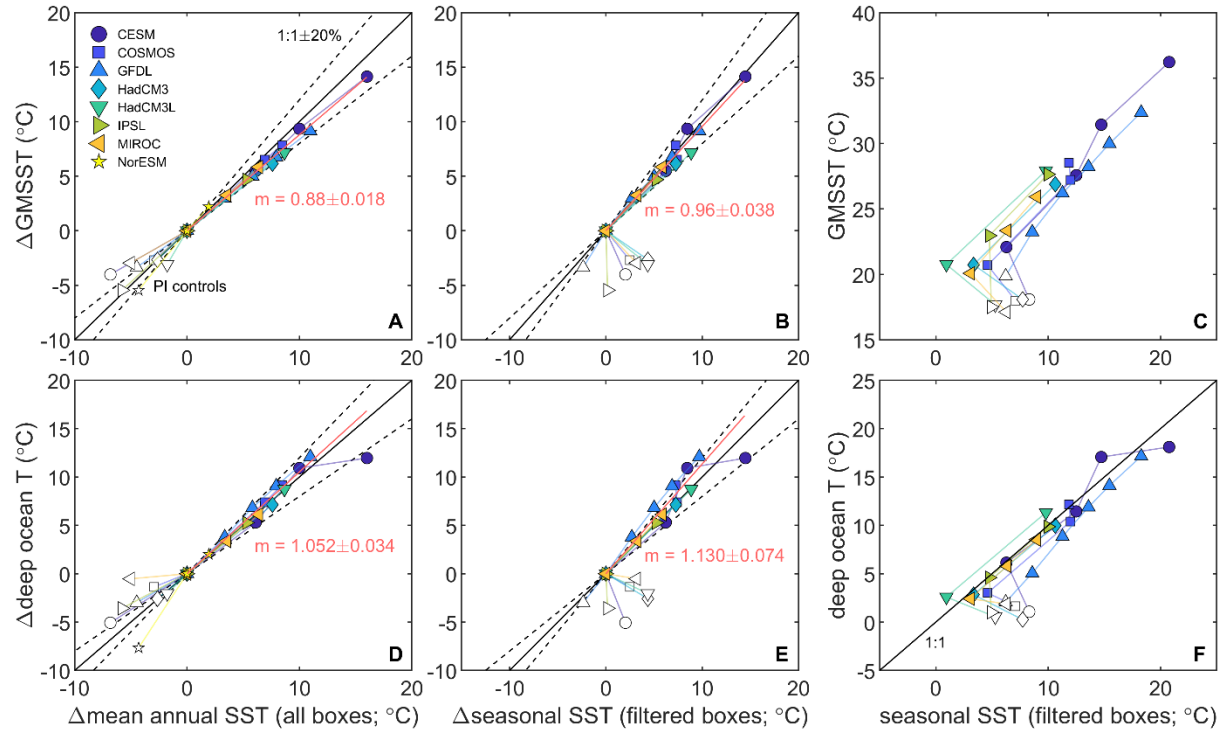 20
15
10
5
0
-5
-10
ΔGMSST (°C)
CESM
COSMOS
GFDL
HadCM3
HadCM3L
IPSL
MIROC
NorESM
1:1±20%
m = 0.88±0.018
PI controls
A
-10
0
10
20
20
15
10
5
0
-5
-10
m = 0.96±0.038
B
-10
0
10
20
40
35
30
25
20
15
10
GMSST (°C)
C
0
10
20
20
15
10
5
0
-5
-10
Δdeep ocean T (°C)
m = 1.052±0.034
D
-10
0
10
20
Δmean annual SST (all boxes; °C)
20
15
10
5
0
-5
-10
m = 1.130±0.074
E
-10
0
10
20
Δseasonal SST (filtered boxes; °C)
25
20
15
10
5
0
-5
deep ocean T (°C)
1:1
F
0
10
20
seasonal SST (filtered boxes; °C)